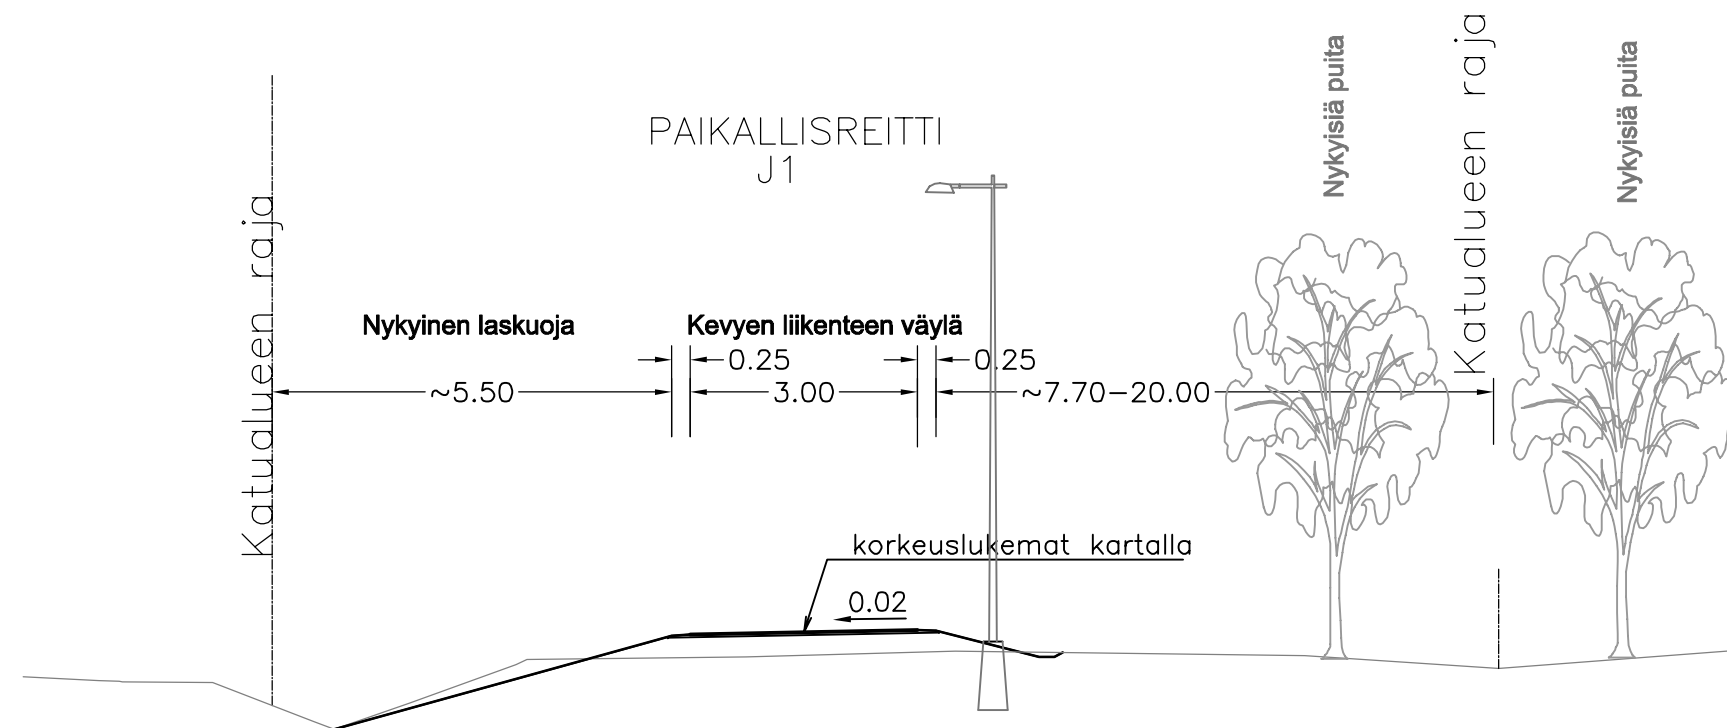 Katualueen raja
PAIKALLISREITTI
J1
Nykyisiä puita
Katualueen raja
Nykyisiä puita
Nykyinen laskuoja
Kevyen liikenteen väylä
0.25
0.25
~5.50
3.00
~7.70-20.00
korkeuslukemat kartalla
0.02